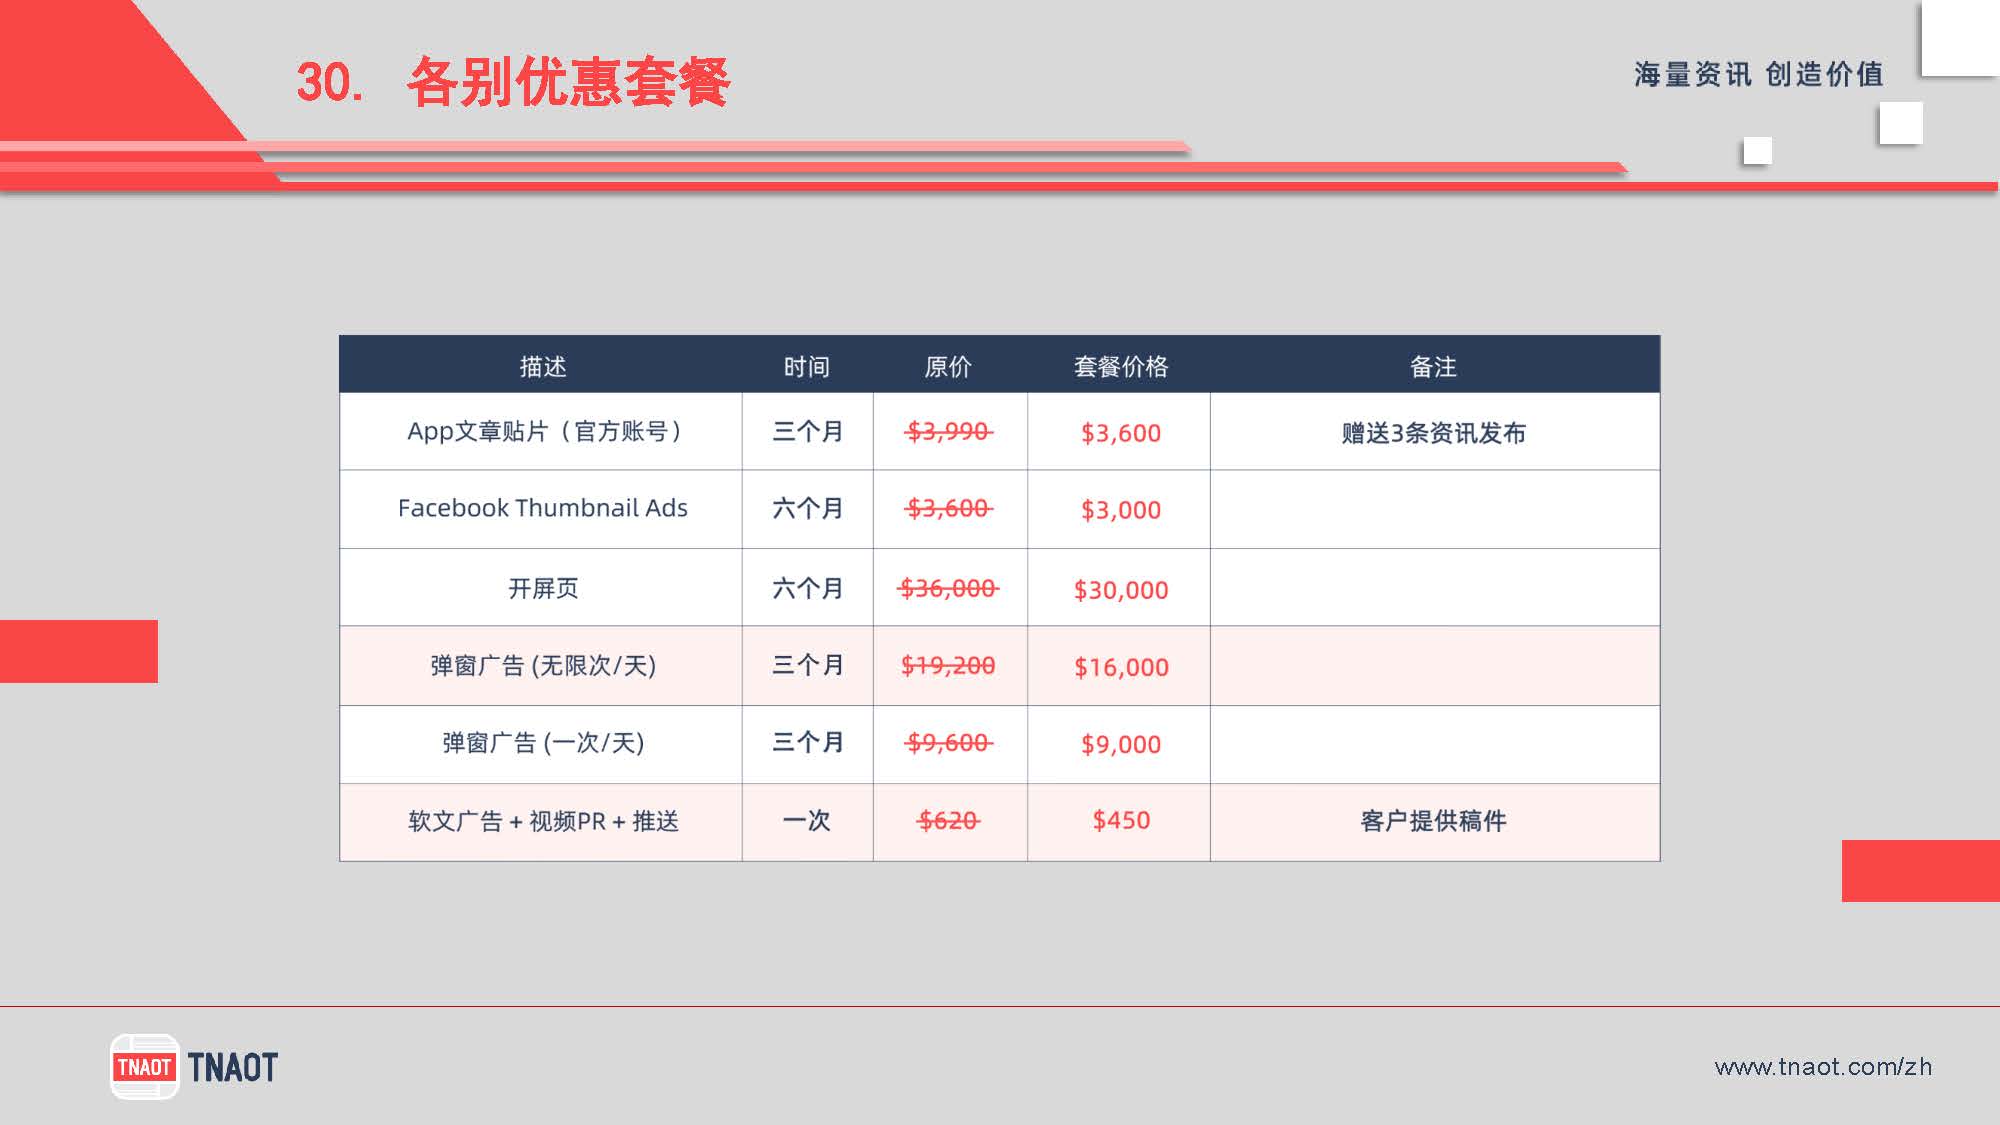 30. 各别优惠套餐
海量资讯 创造价值
描述 时间 原价 套餐价格 备注
App文章贴片（官方账号） 三个月 $3,990 $3,600 赠送3条资讯发布
Facebook Thumbnail Ads 六个月 $3,600 $3,000
开屏页 六个月 $36,000 $30,000
弹窗广告 (无限次/天) 三个月 $19,200 $16,000
弹窗广告 (一次/天) 三个月 $9,600 $9,000
软文广告 + 视频PR + 推送 一次 $620 $450 客户提供稿件
TNAOT TNAOT
www.tnaot.com/zh